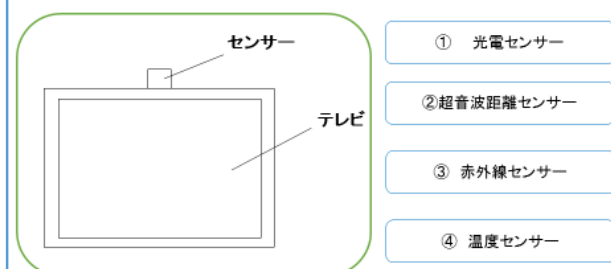 センサー
テレビ
① 光電センサー
②超音波距離センサー
③ 赤外線センサー
④ 温度センサー